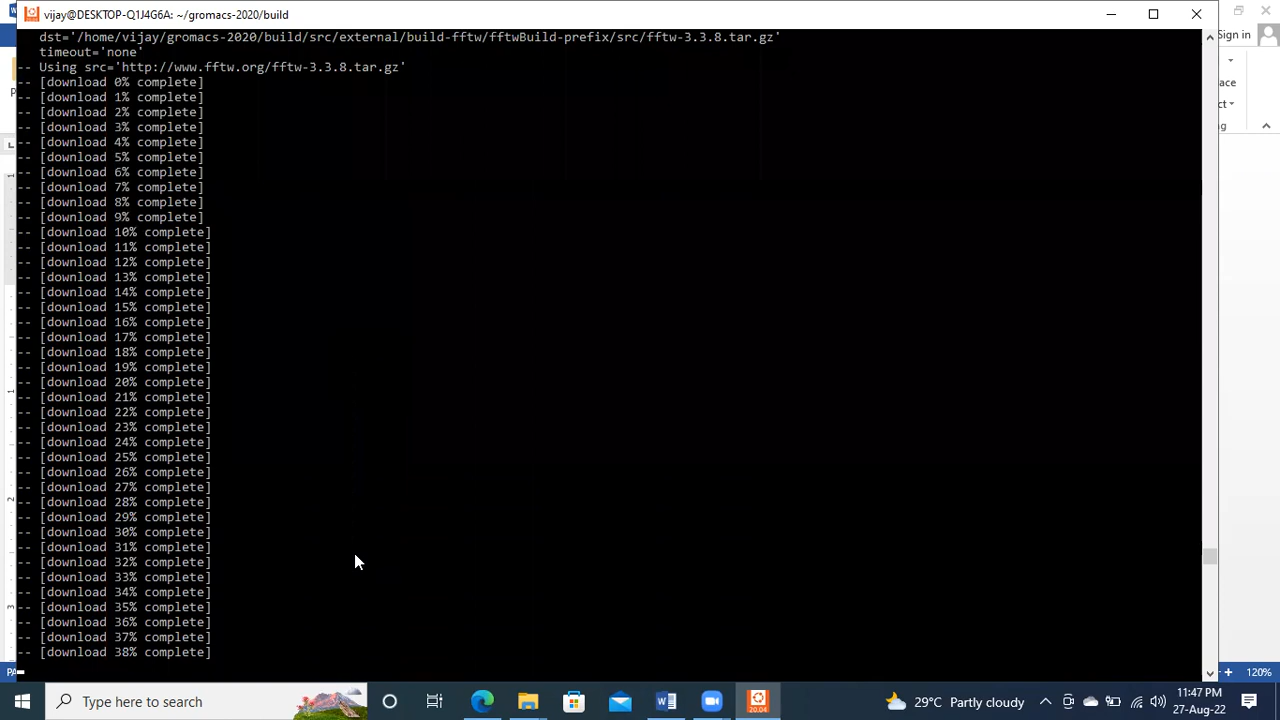 vijay@DESKTOP-Q1J4G6A: ~/gromacs-2020/build
Sign in
dst='/home/vijay/gromacs-2020/build/src/external/build-fftw/fftwBuild-prefix/src/fftw-3.3.8.tar.gz'
timeout='none'
-- Using src='http://www.fftw.org/fftw-3.3.8.tar.gz'
-- [download 0% complete]
-- [download 1% complete]
-- [download 2% complete]
-- [download 3% complete]
-- [download 4% complete]
-- [download 5% complete]
-- [download 6% complete]
-- [download 7% complete]
-- [download 8% complete]
-- [download 9% complete]
-- [download 10% complete]
-- [download 11% complete]
-- [download 12% complete]
-- [download 13% complete]
-- [download 14% complete]
-- [download 15% complete]
-- [download 16% complete]
-- [download 17% complete]
-- [download 18% complete]
-- [download 19% complete]
-- [download 20% complete]
-- [download 21% complete]
-- [download 22% complete]
-- [download 23% complete]
-- [download 24% complete]
-- [download 25% complete]
-- [download 26% complete]
-- [download 27% complete]
-- [download 28% complete]
-- [download 29% complete]
-- [download 30% complete]
-- [download 31% complete]
-- [download 32% complete]
-- [download 33% complete]
-- [download 34% complete]
-- [download 35% complete]
-- [download 36% complete]
-- [download 37% complete]
-- [download 38% complete]
120%
Type here to search
20.04
29°C Partly cloudy
11:47 PM
27-Aug-22